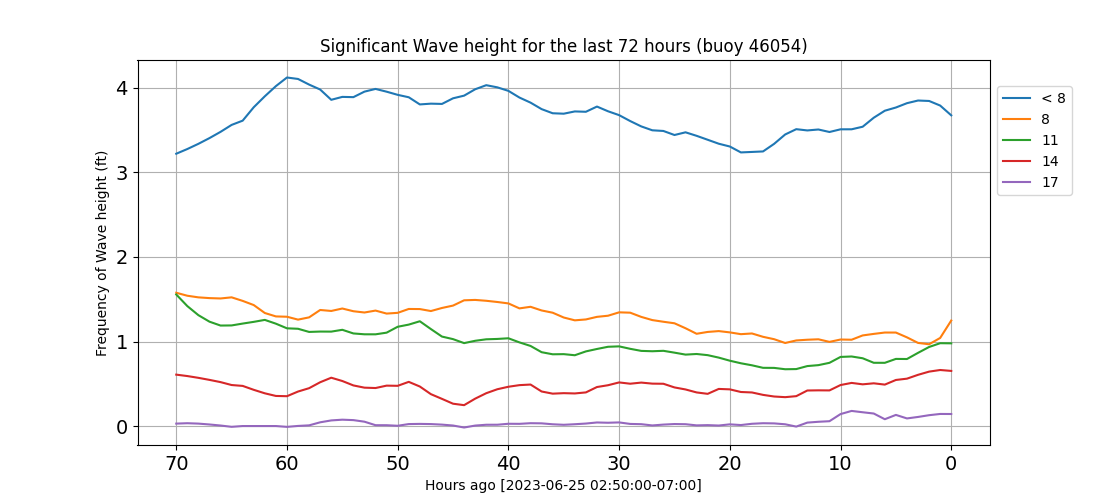 Significant Wave height for the last 72 hours (buoy 46054)
Frequency of Wave height (ft)
4
3
2
1
0
70 60 50 40 30 20 10 0
Hours ago [2023-06-25 02:50:00-07:00]
< 8
8
11
14
17